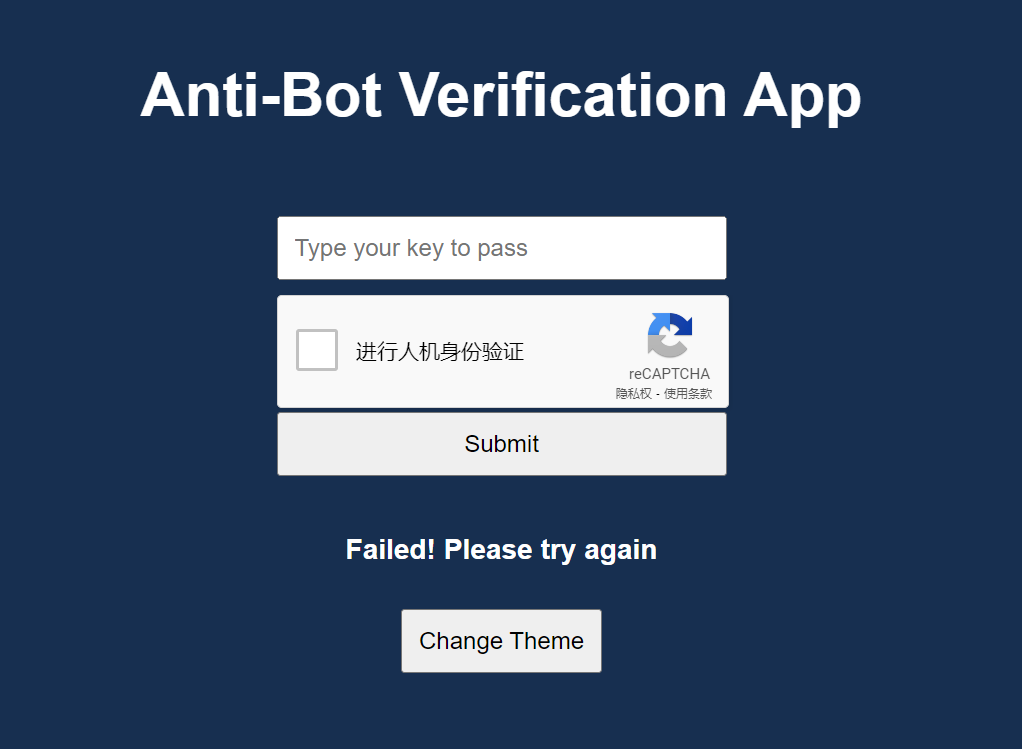 Anti-Bot Verification App
Type your key to pass
进行人机身份验证
reCAPTCHA
隐私权 - 使用条款
Submit
Failed! Please try again
Change Theme